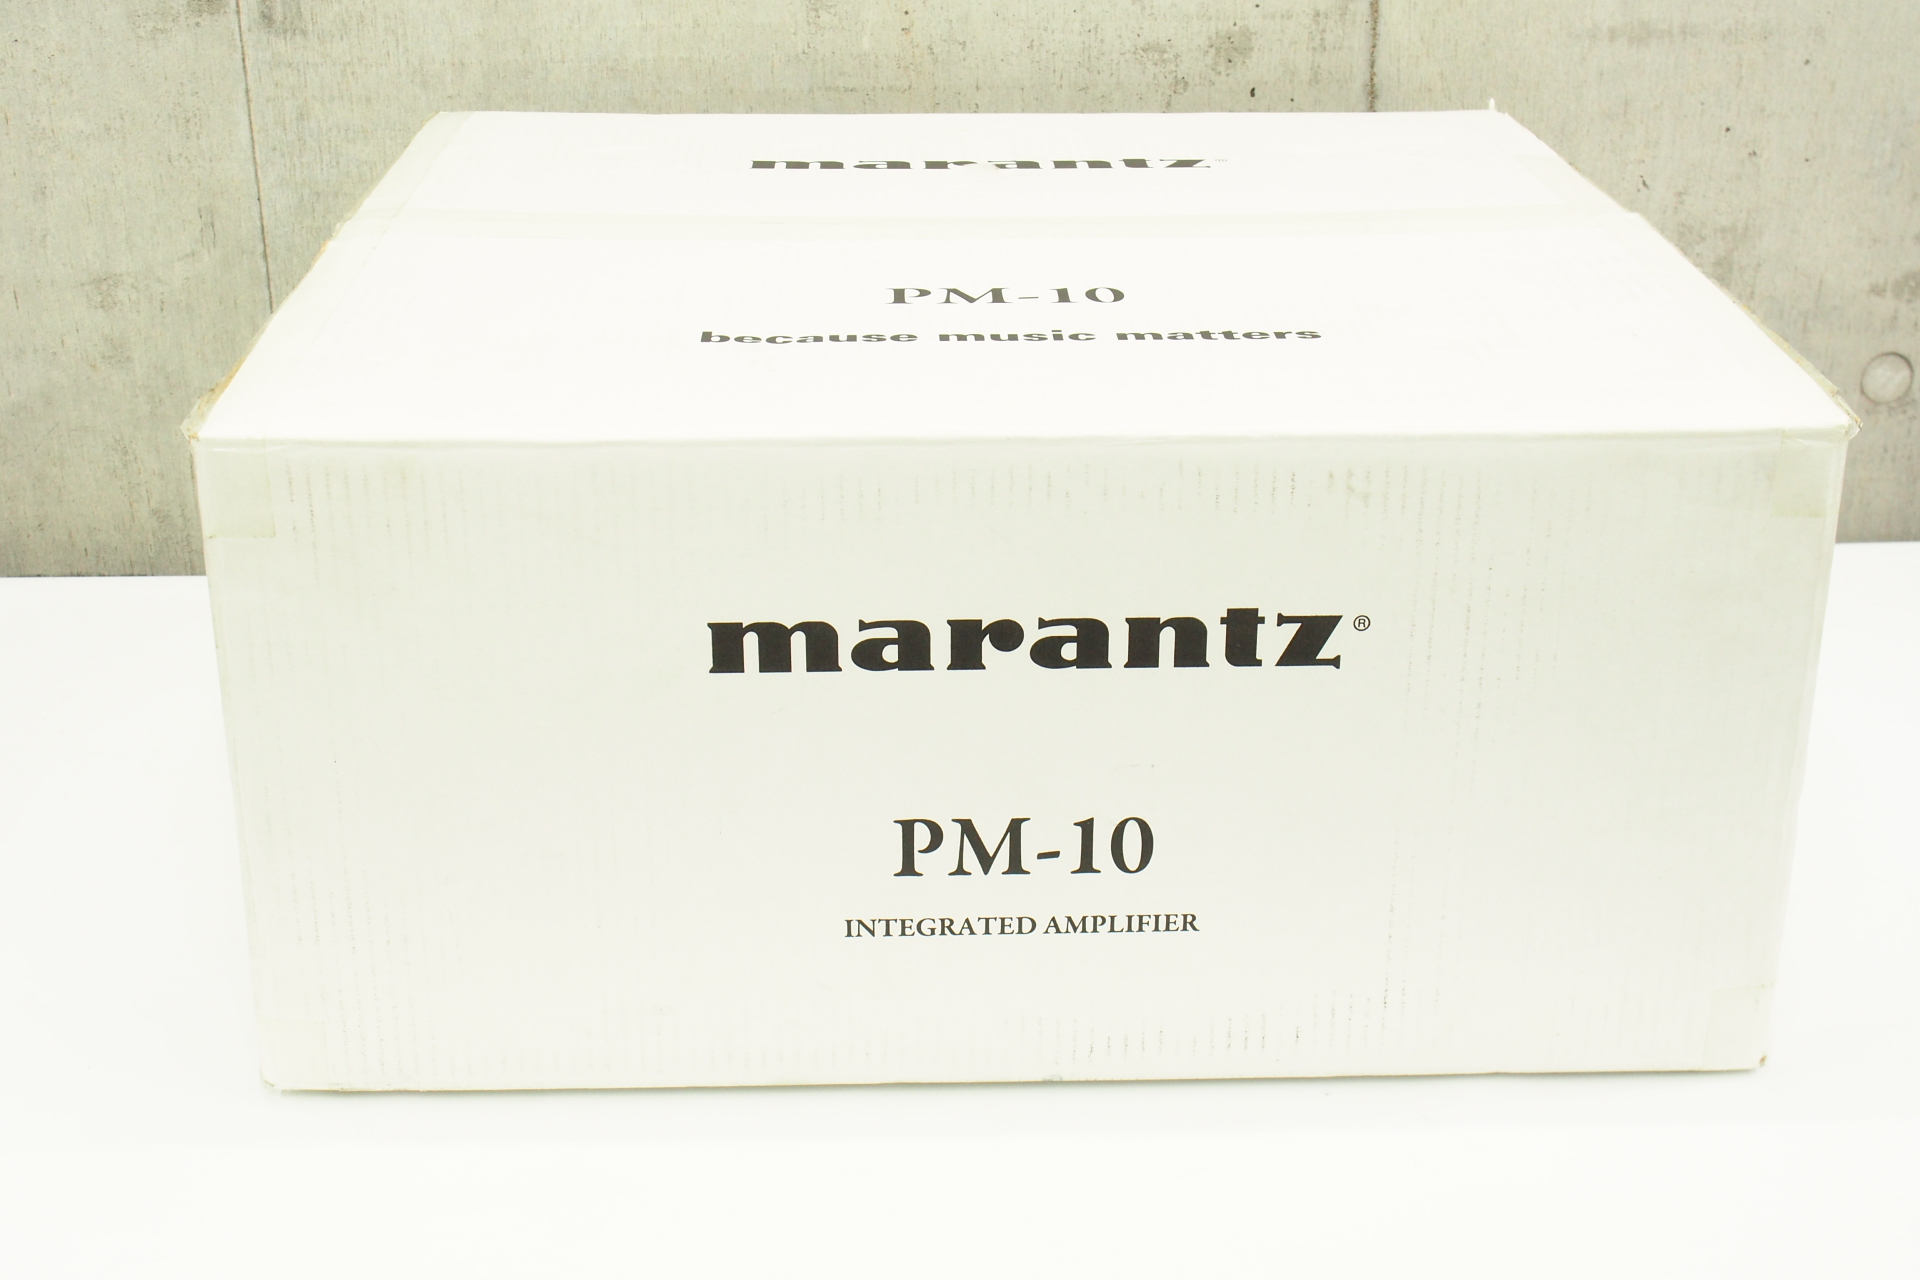 marantz
PM-10
because music matters
marantz®
PM-10
INTEGRATED AMPLIFIER